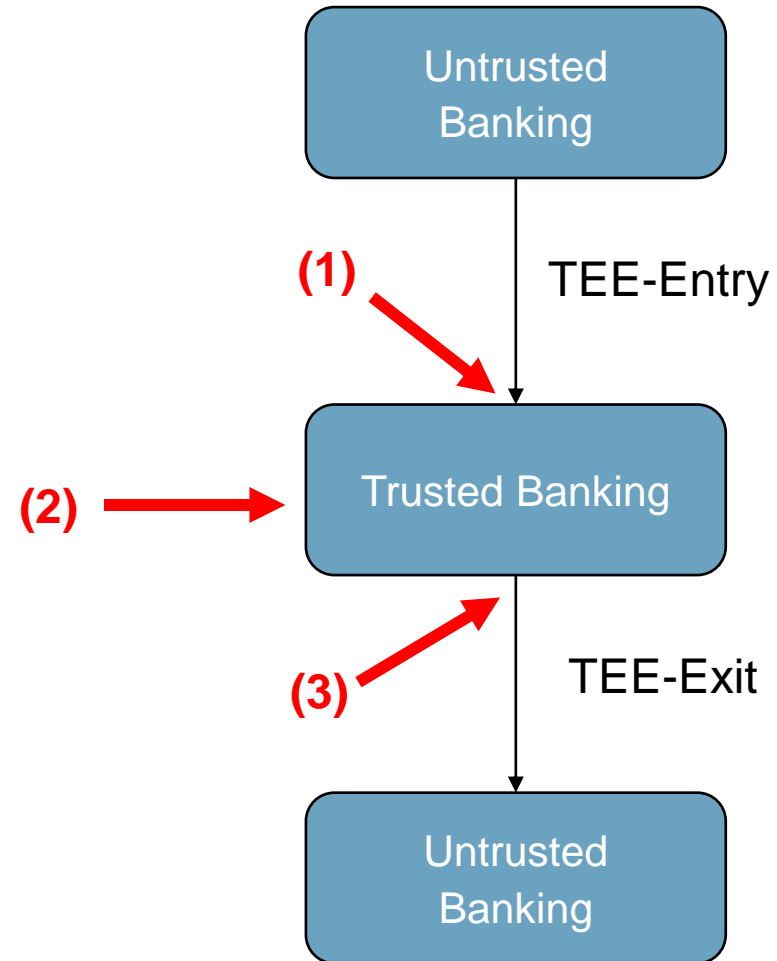 Untrusted
Banking
(1)
TEE-Entry
Trusted Banking
(2)
(3)
TEE-Exit
Untrusted
Banking